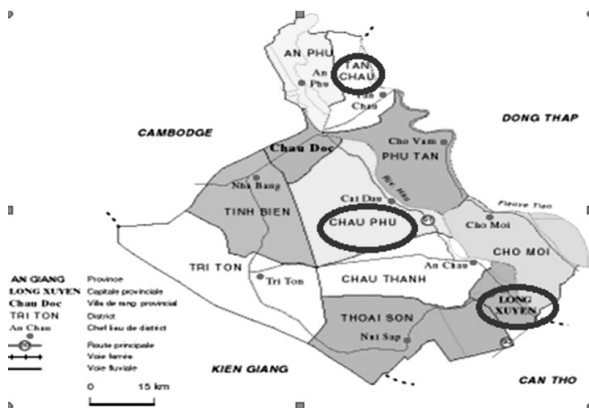 AN PHU
An
Phu
TAN
CHAU
Tan
Chau
DONG THAP
CAMBODGE
Chau Doc
Cho Vam
PHU TAN
Nha Bang
Cai Dau
Riv. Hau
Fleuve Tien
TINH BIEN
CHAU PHU
Cho Moi
CHO MOI
TRI TON
Tri Ton
An Chau
CHAU THANH
LONG
XUYEN
THOAI SON
Nui Sap
KIEN GIANG
CAN THO
AN GIANG Province
LONG XUYEN Capitale provinciale
Chau Doc Ville de rang provincial
TRI TON District
An Chau Chef lieu de district
Route principale
Voie ferrée
Voie fluviale
0 15 km